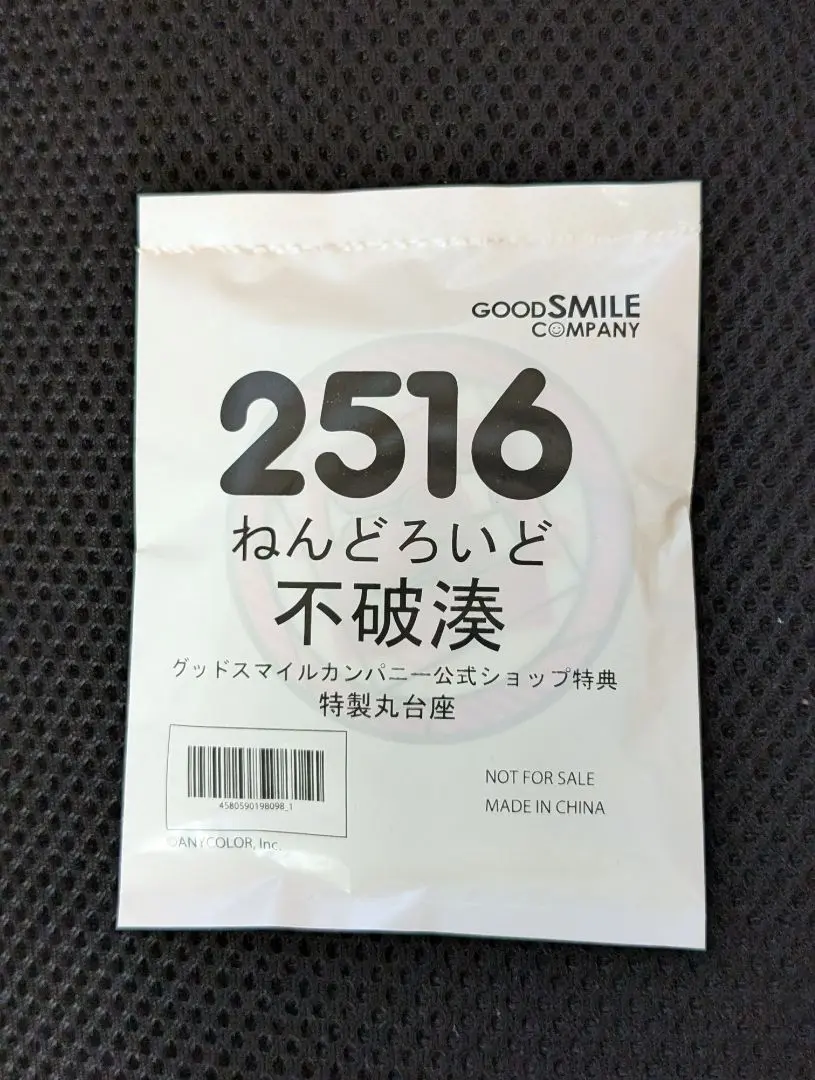 GOODSMILE
COMPANY
2516
ねんどろいど
不破湊
グッドスマイルカンパニー公式ショップ特典
特製丸台座
4580590198098_1
NOT FOR SALE
MADE IN CHINA
©ANYCOLOR, Inc.